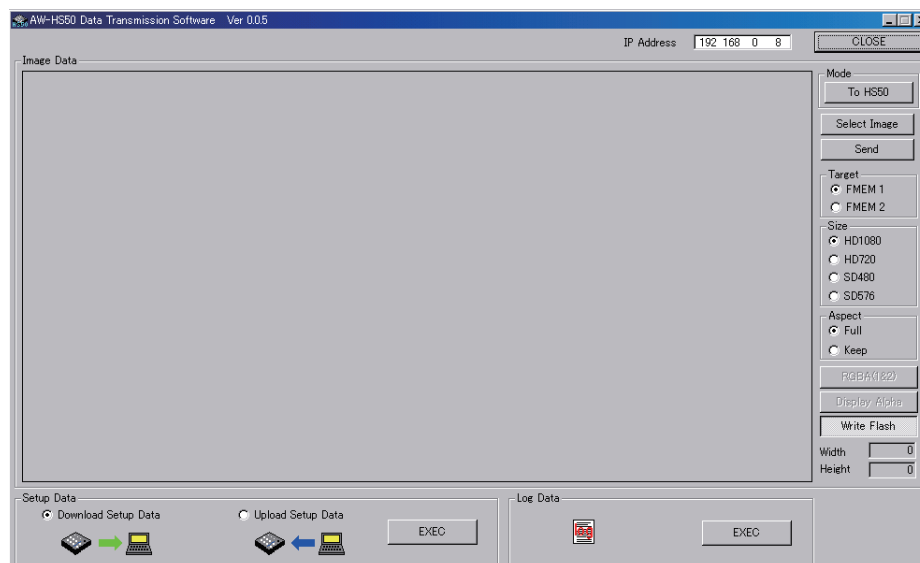 AW-HS50 Data Transmission Software Ver 0.0.5
IP Address 192 168 0 8 CLOSE
Image Data
Mode
To HS50
Select Image
Send
Target
FMEM 1
FMEM 2
Size
HD1080
HD720
SD480
SD576
Aspect
Full
Keep
RGBA(1&2)
Display Alpha
Write Flash
Width 0
Height 0
Setup Data
Download Setup Data Upload Setup Data EXEC
Log Data
EXEC